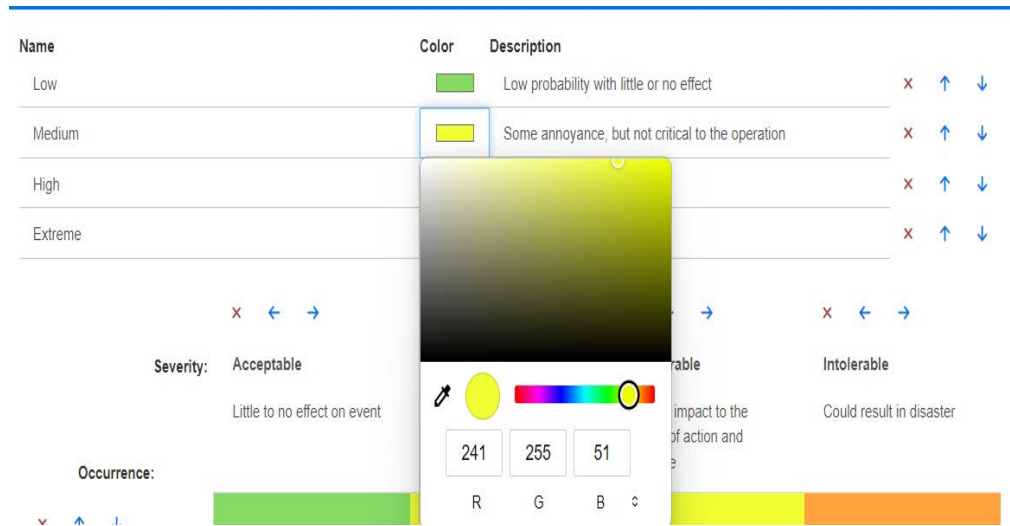 Name Color Description
Low Low probability with little or no effect
Medium Some annoyance, but not critical to the operation
High
Extreme
Severity: Acceptable Intolerable
Little to no effect on event impact to the Could result in disaster
of action and
Occurrence:
241 255 51
R G B